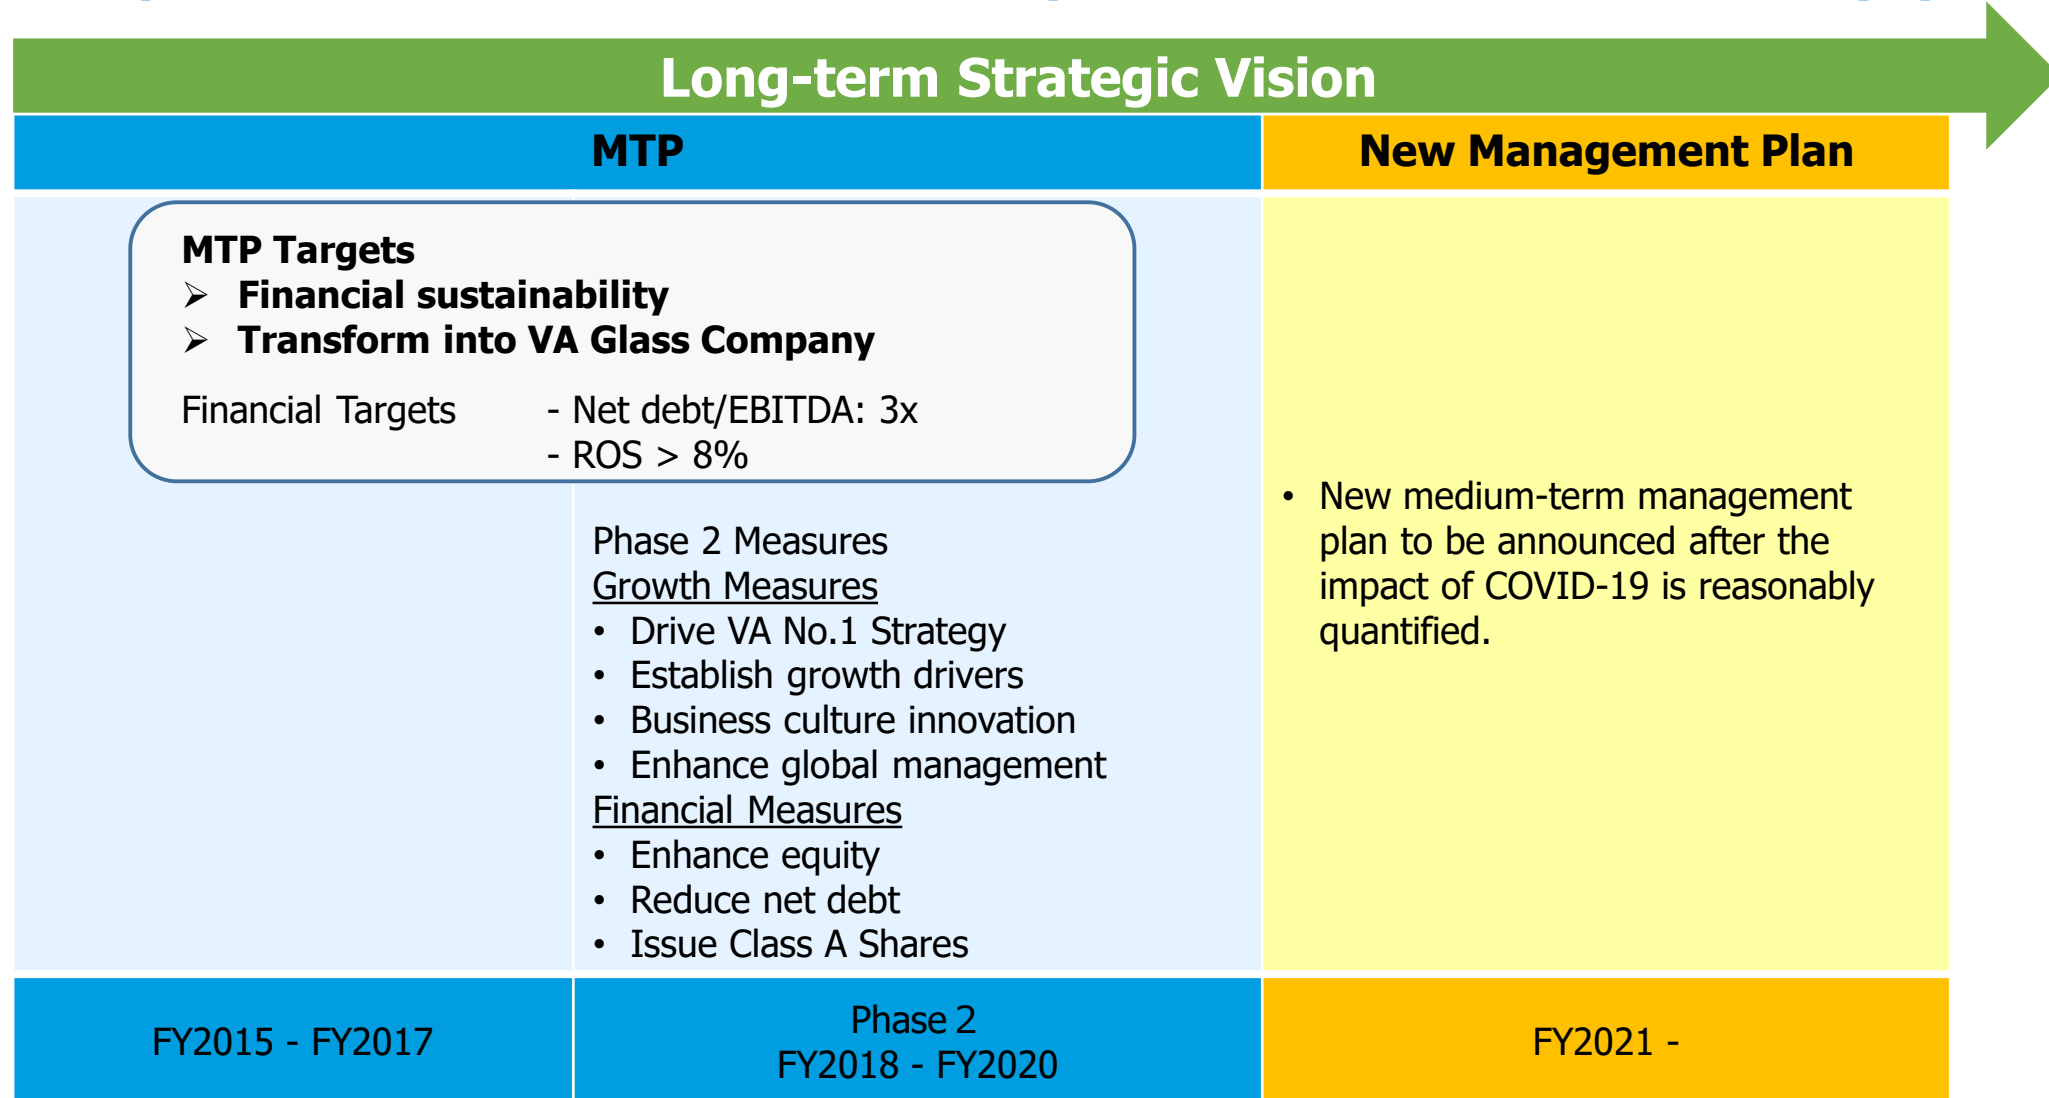 Long-term Strategic Vision
MTP
New Management Plan
MTP Targets
➢ Financial sustainability
➢ Transform into VA Glass Company
Financial Targets - Net debt/EBITDA: 3x
- ROS > 8%
Phase 2 Measures
Growth Measures
• Drive VA No.1 Strategy
• Establish growth drivers
• Business culture innovation
• Enhance global management
Financial Measures
• Enhance equity
• Reduce net debt
• Issue Class A Shares
• New medium-term management
plan to be announced after the
impact of COVID-19 is reasonably
quantified.
FY2015 - FY2017
Phase 2
FY2018 - FY2020
FY2021 -